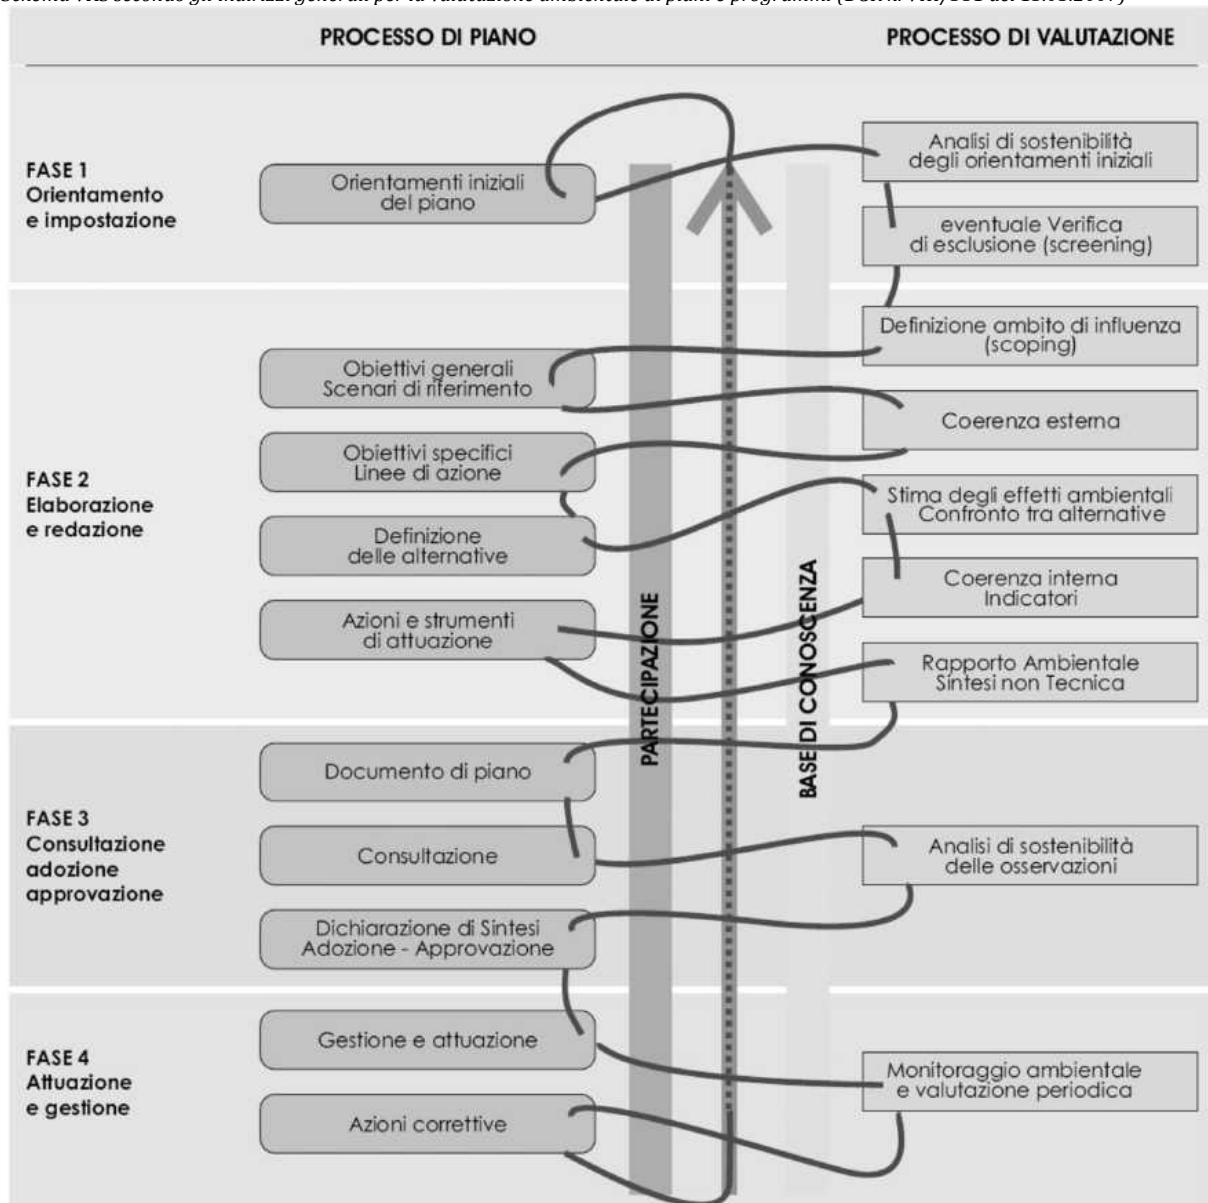 PROCESSO DI PIANO
PROCESSO DI VALUTAZIONE
FASE 1
Orientamento
e impostazione
Orientamenti iniziali
del piano
Analisi di sostenibilità
degli orientamenti iniziali
eventuale Verifica
di esclusione (screening)
FASE 2
Elaborazione
e redazione
Definizione ambito di influenza
(scoping)
Obiettivi generali
Scenari di riferimento
Coerenza esterna
Obiettivi specifici
Linee di azione
Definizione
delle alternative
Stima degli effetti ambientali
Confronto tra alternative
Coerenza interna
Indicatori
Azioni e strumenti
di attuazione
Rapporto Ambientale
Sintesi non Tecnica
PARTECIPAZIONE
BASE DI CONOSCENZA
FASE 3
Consultazione
adozione
approvazione
Documento di piano
Consultazione
Analisi di sostenibilità
delle osservazioni
Dichiarazione di Sintesi
Adozione - Approvazione
FASE 4
Attuazione
e gestione
Gestione e attuazione
Monitoraggio ambientale
e valutazione periodica
Azioni correttive